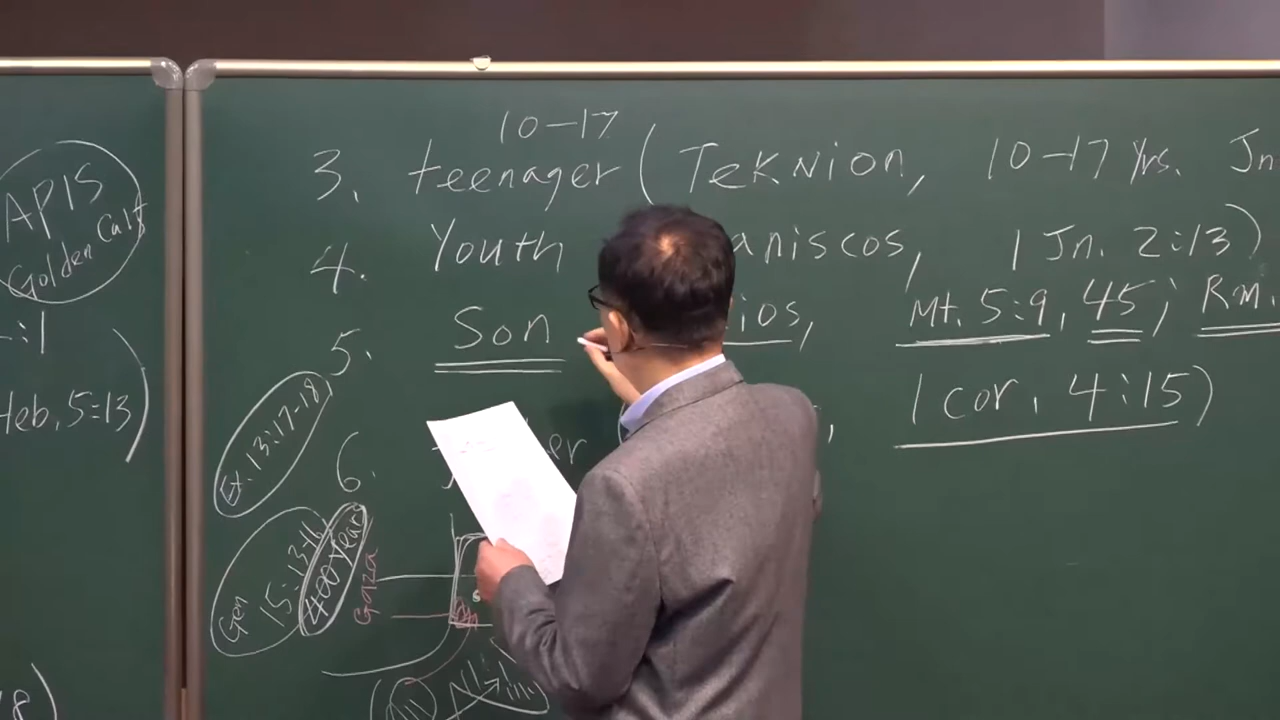 APIS
Golden Calf
Heb, 5:13
10-17
3. teenager (Teknion, 10-17 Yrs. Jn
4. Youth aniscos, 1 Jn. 2:13)
5. Son ios, Mt, 5:9, 45; Rm.
6. er , 1 cor, 4:15)
Ex. 13:17-18
Gen 15:13-16
400 years
Gaza